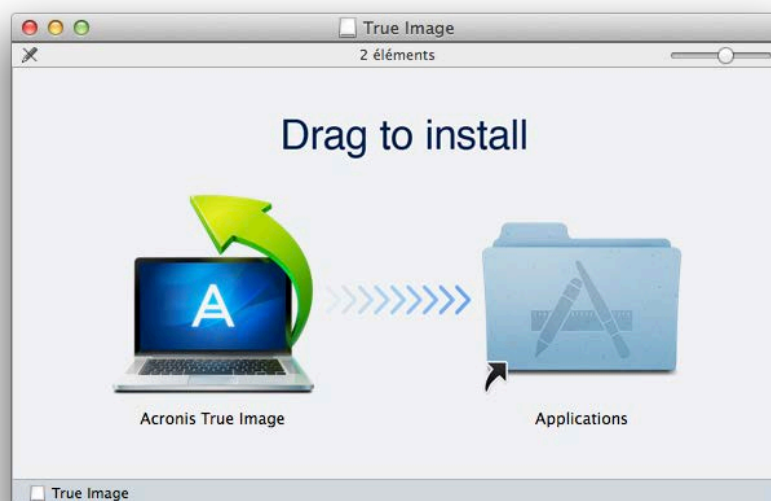 True Image
2 éléments
Drag to install
A
Acronis True Image
Applications
True Image